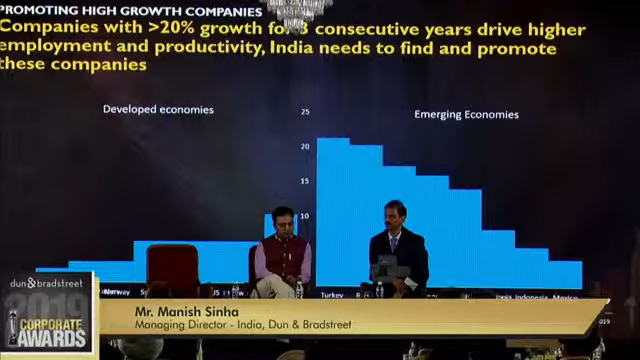 PROMOTING HIGH GROWTH COMPANIES
Companies with >20% growth for 3 consecutive years drive higher
employment and productivity, India needs to find and promote
these companies
Developed economies
25
Emerging Economies
20
15
10
Norway
US
Turkey
Indonesia Mexico
dun&bradstreet
2019
CORPORATE
AWARDS
Mr. Manish Sinha
Managing Director - India, Dun & Bradstreet
2019